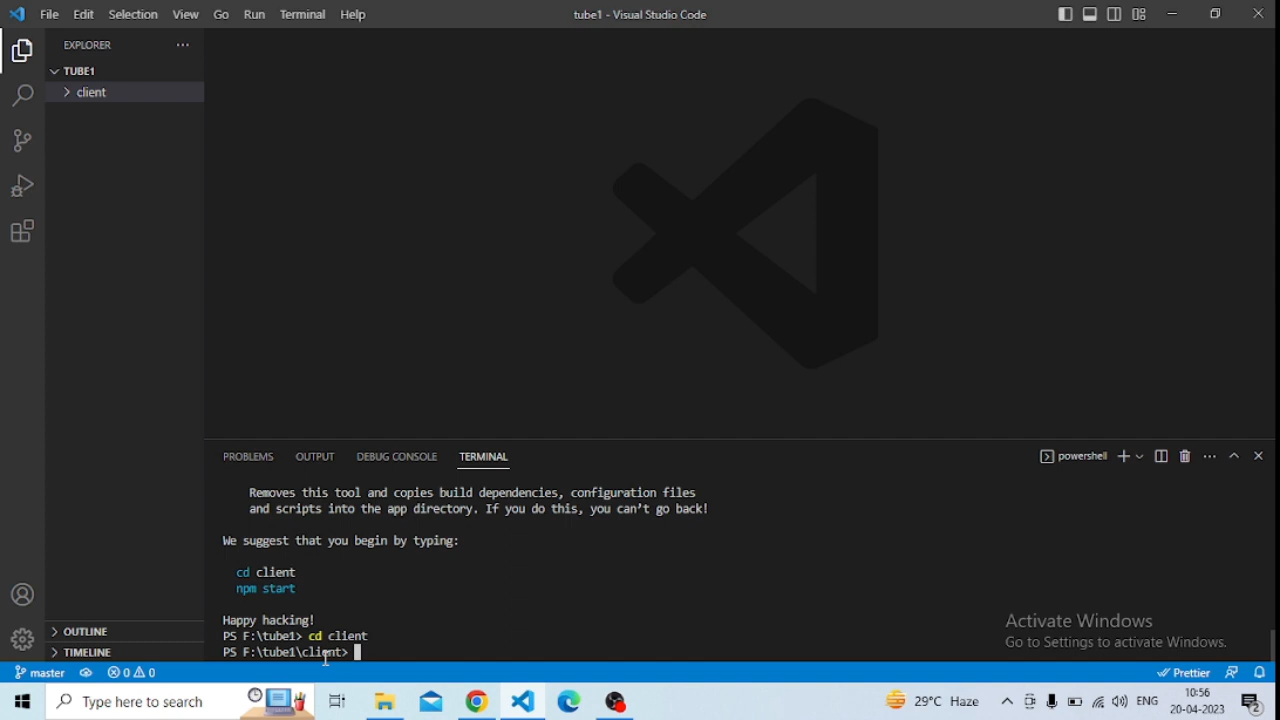 File Edit Selection View Go Run Terminal Help
tube1 - Visual Studio Code
EXPLORER
TUBE1
client
PROBLEMS OUTPUT DEBUG CONSOLE TERMINAL
powershell
Removes this tool and copies build dependencies, configuration files
and scripts into the app directory. If you do this, you can't go back!
We suggest that you begin by typing:
cd client
npm start
Happy hacking!
PS F:\tube1> cd client
PS F:\tube1\client>
Activate Windows
Go to Settings to activate Windows.
OUTLINE
TIMELINE
master
0 0
Prettier
Type here to search
29°C Haze
ENG
10:56
20-04-2023
2